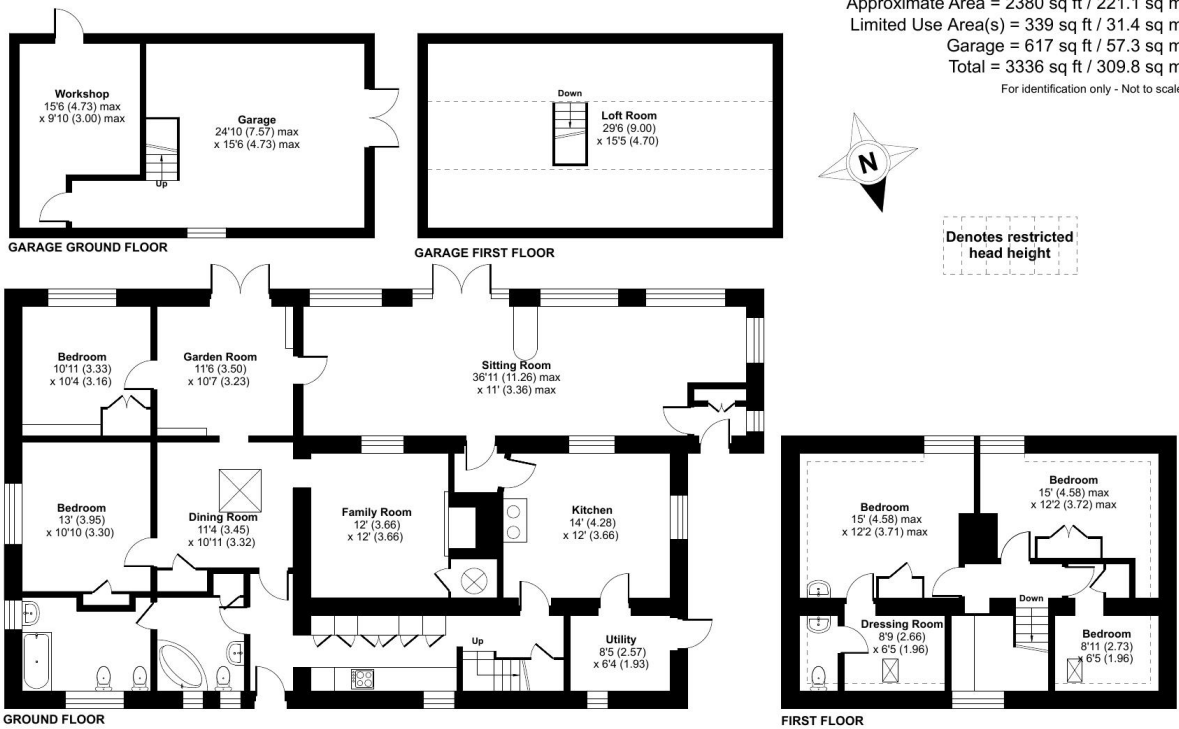 Approximate Area = 2380 sq ft / 221.1 sq m
Limited Use Area(s) = 339 sq ft / 31.4 sq m
Garage = 617 sq ft / 57.3 sq m
Total = 3336 sq ft / 309.8 sq m
For identification only - Not to scale
Workshop
15'6 (4.73) max
x 9'10 (3.00) max
Garage
24'10 (7.57) max
x 15'6 (4.73) max
Up
GARAGE GROUND FLOOR
Down
Loft Room
29'6 (9.00)
x 15'5 (4.70)
GARAGE FIRST FLOOR
N
Denotes restricted
head height
Bedroom
10'11 (3.33)
x 10'4 (3.16)
Garden Room
11'6 (3.50)
x 10'7 (3.23)
Sitting Room
36'11 (11.26) max
x 11' (3.36) max
Bedroom
13' (3.95)
x 10'10 (3.30)
Dining Room
11'4 (3.45)
x 10'11 (3.32)
Family Room
12' (3.66)
x 12' (3.66)
Kitchen
14' (4.28)
x 12' (3.66)
Up
Utility
8'5 (2.57)
x 6'4 (1.93)
GROUND FLOOR
Bedroom
15' (4.58) max
x 12'2 (3.71) max
Bedroom
15' (4.58) max
x 12'2 (3.72) max
Down
Dressing Room
8'9 (2.66)
x 6'5 (1.96)
Bedroom
8'11 (2.73)
x 6'5 (1.96)
FIRST FLOOR